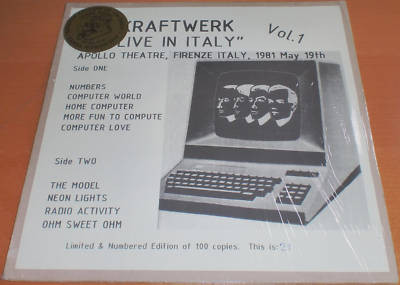 KRAFTWERK
LIVE IN ITALY" Vol.1
APOLLO THEATRE, FIRENZE ITALY, 1981 May 19th
Side ONE
NUMBERS
COMPUTER WORLD
HOME COMPUTER
MORE FUN TO COMPUTE
COMPUTER LOVE
Side TWO
THE MODEL
NEON LIGHTS
RADIO ACTIVITY
OHM SWEET OHM
Limited & Numbered Edition of 100 copies. This is: